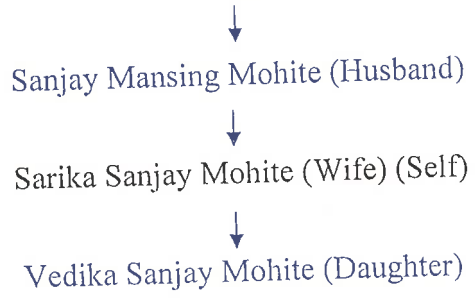 Sanjay Mansing Mohite (Husband)
Sarika Sanjay Mohite (Wife) (Self)
Vedika Sanjay Mohite (Daughter)